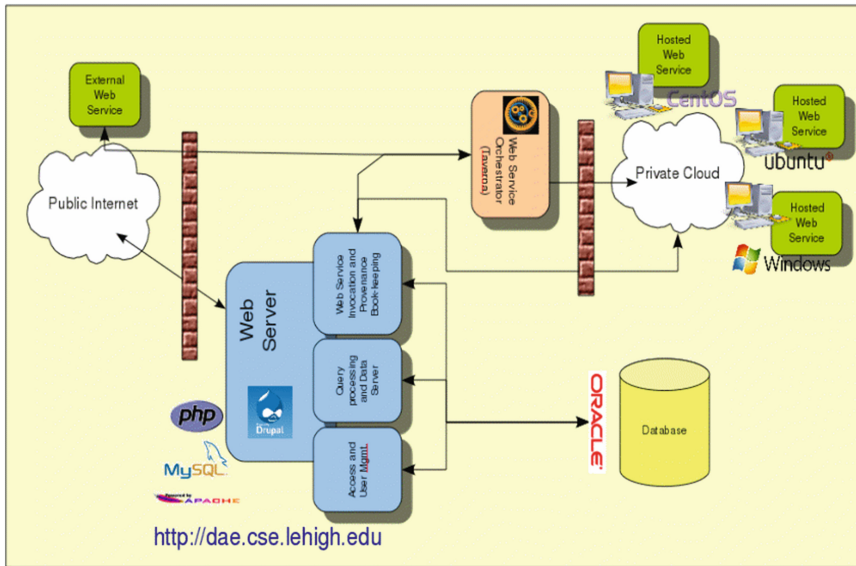 External
Web
Service
Public Internet
Web Service
Orchestrator
(Taverna)
Hosted
Web
Service
CentOS
Hosted
Web
Service
ubuntu
Private Cloud
Hosted
Web
Service
Windows
Web
Server
Web Service
Invocation and
Provenance
Book-keeping
Query
processing
and Data
Server
Access and
User Mgmt.
Drupal
php
MySQL
Powered by
APACHE
http://dae.cse.lehigh.edu
ORACLE
Database